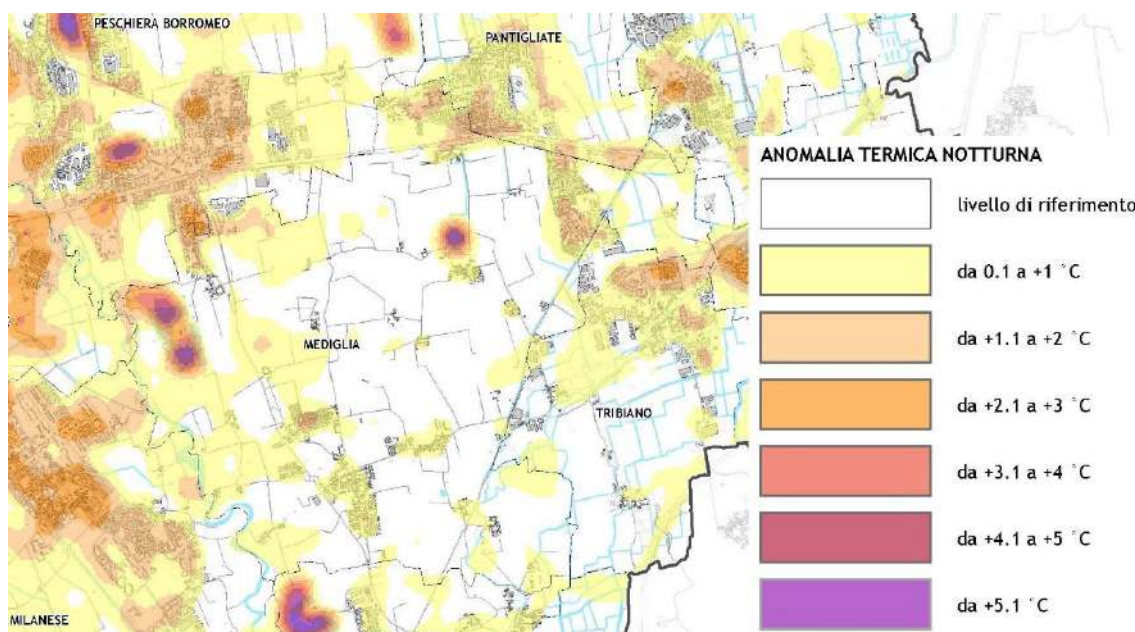 PESCHIERA BORROMEO
PANTIGLIATE
MEDIGLIA
TRIBIANO
MILANESE
ANOMALIA TERMICA NOTTURNA
livello di riferimento
da 0.1 a +1 °C
da +1.1 a +2 °C
da +2.1 a +3 °C
da +3.1 a +4 °C
da +4.1 a +5 °C
da +5.1 °C